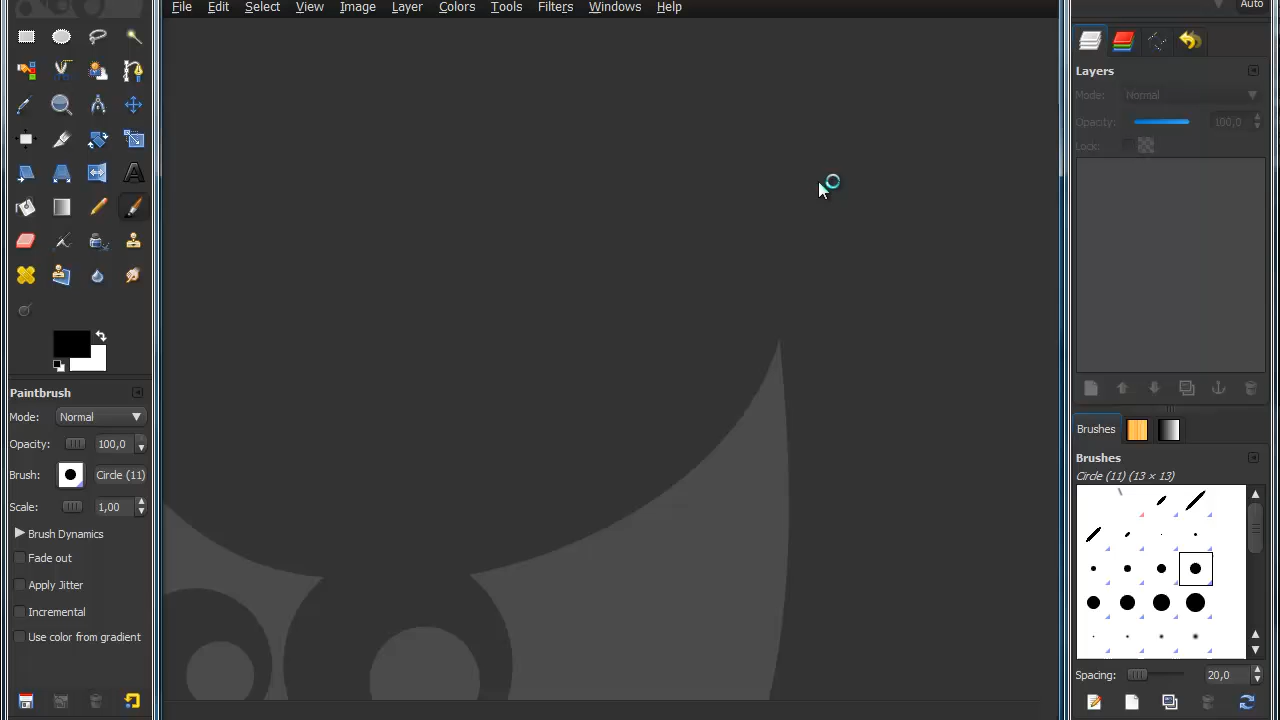 File Edit Select View Image Layer Colors Tools Filters Windows Help
Auto
Layers
Mode: Normal
Opacity: 100,0
Lock:
Paintbrush
Mode: Normal
Opacity: 100,0
Brush: Circle (11)
Scale: 1,00
Brush Dynamics
Fade out
Apply Jitter
Incremental
Use color from gradient
Brushes
Brushes
Circle (11) (13 × 13)
Spacing: 20,0